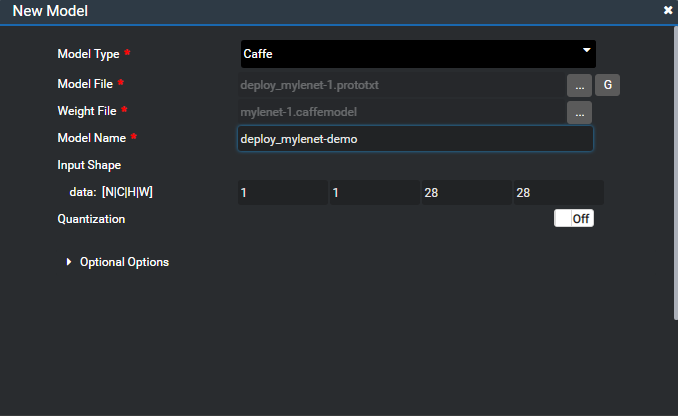 New Model
Model Type *
Caffe
Model File *
deploy_mylenet-1.prototxt
...
G
Weight File *
mylenet-1.caffemodel
...
Model Name *
deploy_mylenet-demo
Input Shape
data: [N|C|H|W]
1
1
28
28
Quantization
Off
Optional Options